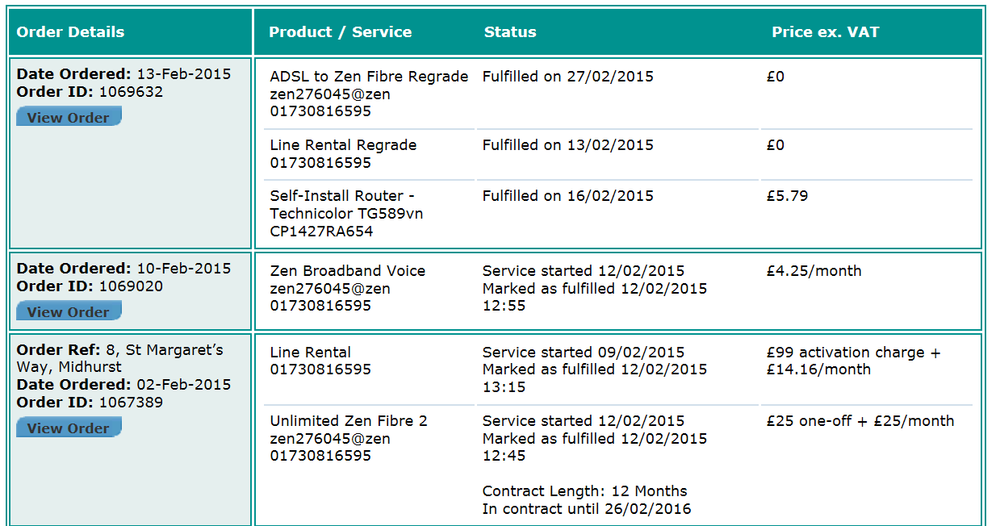 Order Details Product / Service Status Price ex. VAT
Date Ordered: 13-Feb-2015
Order ID: 1069632
View Order
ADSL to Zen Fibre Regrade Fulfilled on 27/02/2015 £0
zen276045@zen
01730816595
Line Rental Regrade Fulfilled on 13/02/2015 £0
01730816595
Self-Install Router - Fulfilled on 16/02/2015 £5.79
Technicolor TG589vn
CP1427RA654
Date Ordered: 10-Feb-2015
Order ID: 1069020
View Order
Zen Broadband Voice Service started 12/02/2015 £4.25/month
zen276045@zen Marked as fulfilled 12/02/2015
01730816595 12:55
Order Ref: 8, St Margaret’s
Way, Midhurst
Date Ordered: 02-Feb-2015
Order ID: 1067389
View Order
Line Rental Service started 09/02/2015 £99 activation charge +
01730816595 Marked as fulfilled 12/02/2015 £14.16/month
13:15
Unlimited Zen Fibre 2 Service started 12/02/2015 £25 one-off + £25/month
zen276045@zen Marked as fulfilled 12/02/2015
01730816595 12:45
Contract Length: 12 Months
In contract until 26/02/2016